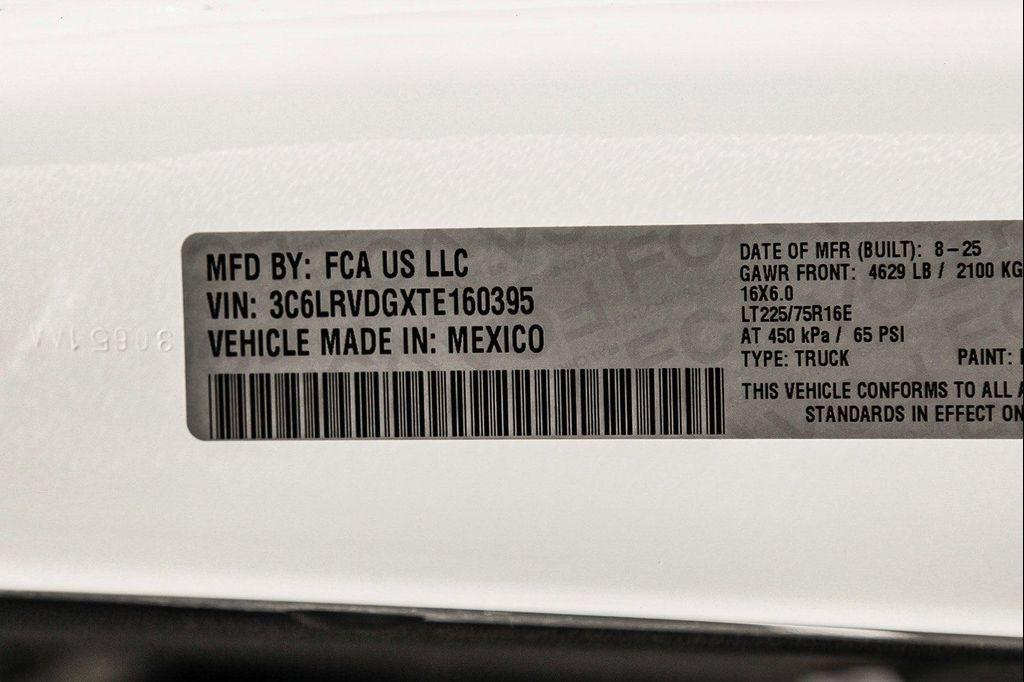 MFD BY: FCA US LLC
VIN: 3C6LRVDGXTE160395
VEHICLE MADE IN: MEXICO
DATE OF MFR (BUILT): 8-25
GAWR FRONT: 4629 LB / 2100 KG
16X6.0
LT225/75R16E
AT 450 kPa / 65 PSI
TYPE: TRUCK PAINT:
THIS VEHICLE CONFORMS TO ALL
STANDARDS IN EFFECT ON